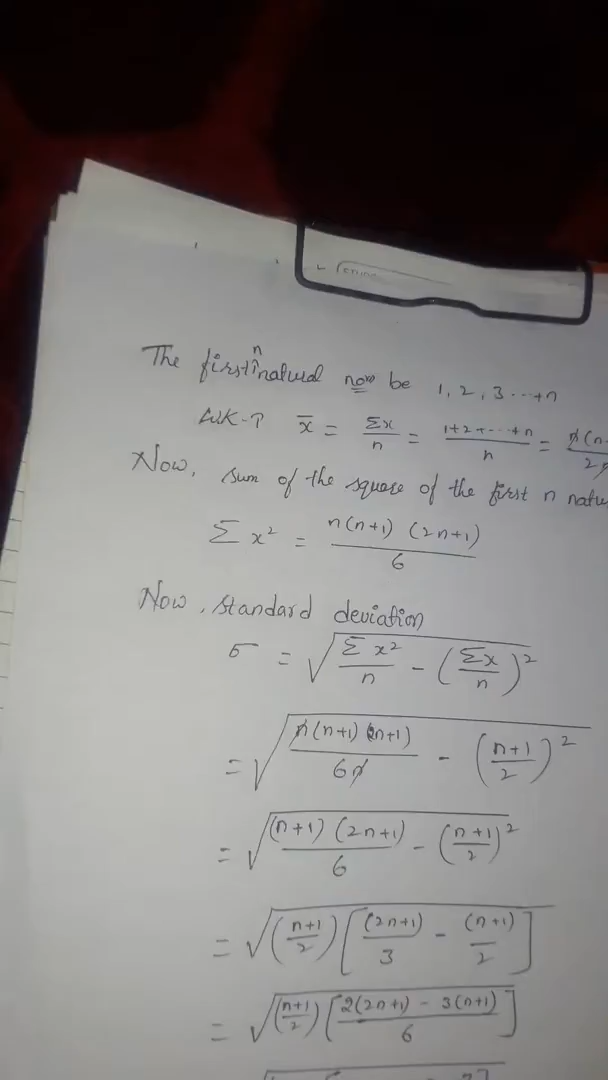 The first n natural nos be 1, 2, 3 ... n
W.K.T x̄ = Σx/n = 1+2+...+n/n = n(n
Now, sum of the square of the first n natu
Σx² = n(n+1)(2n+1)/6
Now, standard deviation
σ = √(Σx²/n - (Σx/n)²)
= √(n(n+1)(2n+1)/6n - ((n+1)/2)²)
= √((n+1)(2n+1)/6 - ((n+1)/2)²)
= √(((n+1)/2)[(2n+1)/3 - (n+1)/2])
= √(((n+1)/2)[(2(2n+1) - 3(n+1))/6])